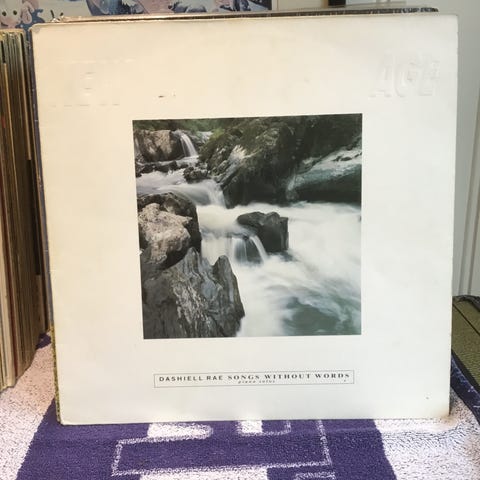 NEW AGE
DASHIELL RAE SONGS WITHOUT WORDS
piano solos